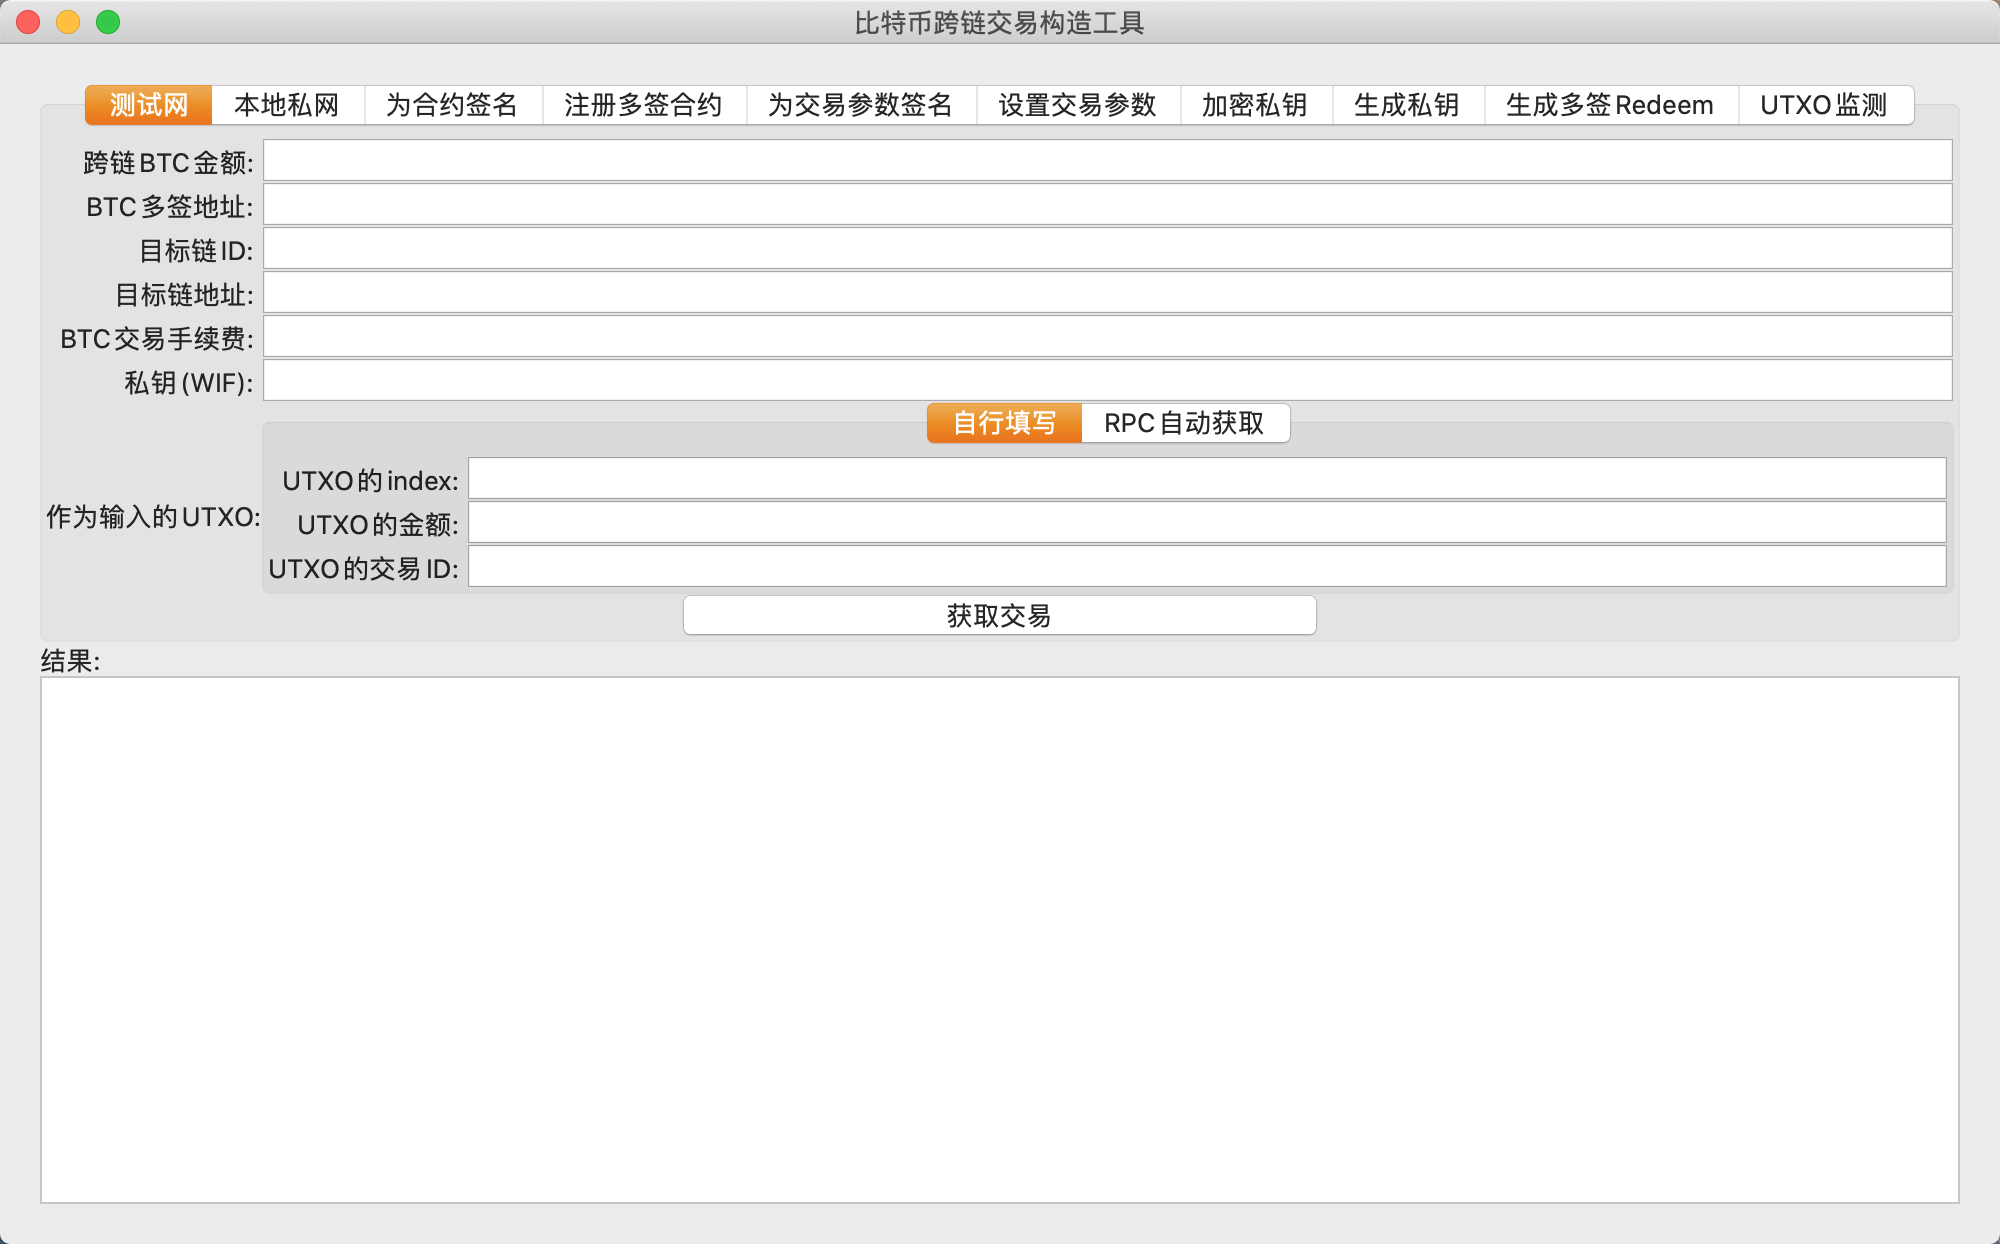 比特币跨链交易构造工具
测试网 本地私网 为合约签名 注册多签合约 为交易参数签名 设置交易参数 加密私钥 生成私钥 生成多签Redeem UTXO监测
跨链BTC金额:
BTC多签地址:
目标链ID:
目标链地址:
BTC交易手续费:
私钥(WIF):
自行填写 RPC自动获取
作为输入的UTXO:
UTXO的index:
UTXO的金额:
UTXO的交易ID:
获取交易
结果: